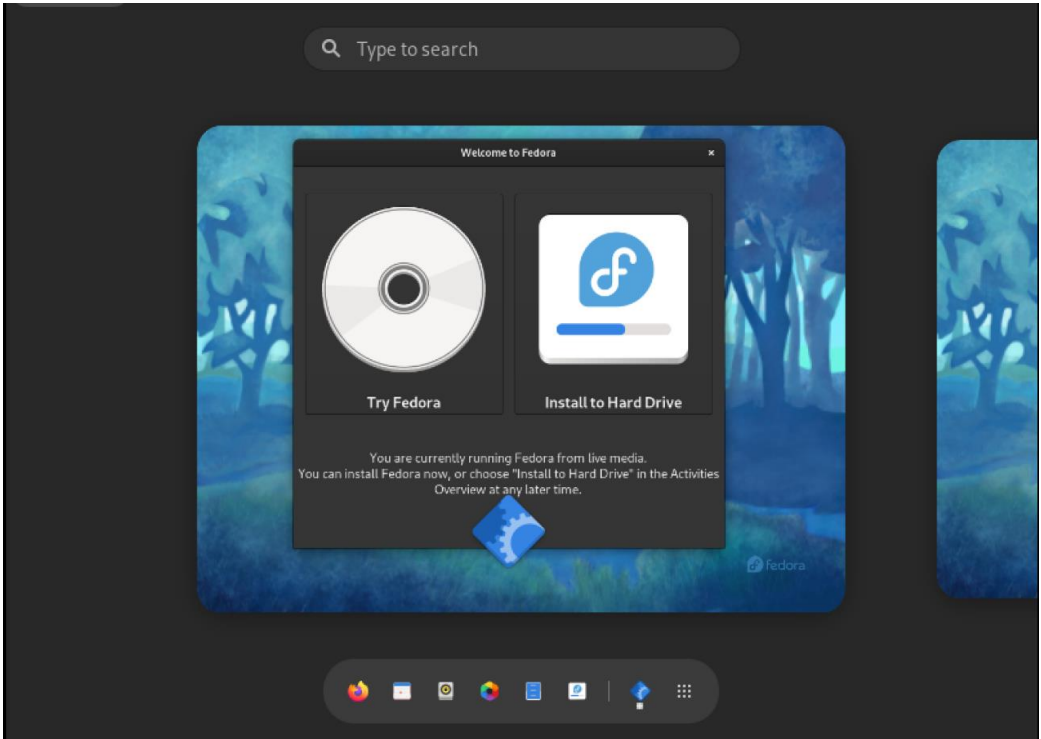 Type to search
Welcome to Fedora
Try Fedora
Install to Hard Drive
You are currently running Fedora from live media.
You can install Fedora now, or choose "Install to Hard Drive" in the Activities
Overview at any later time.
fedora